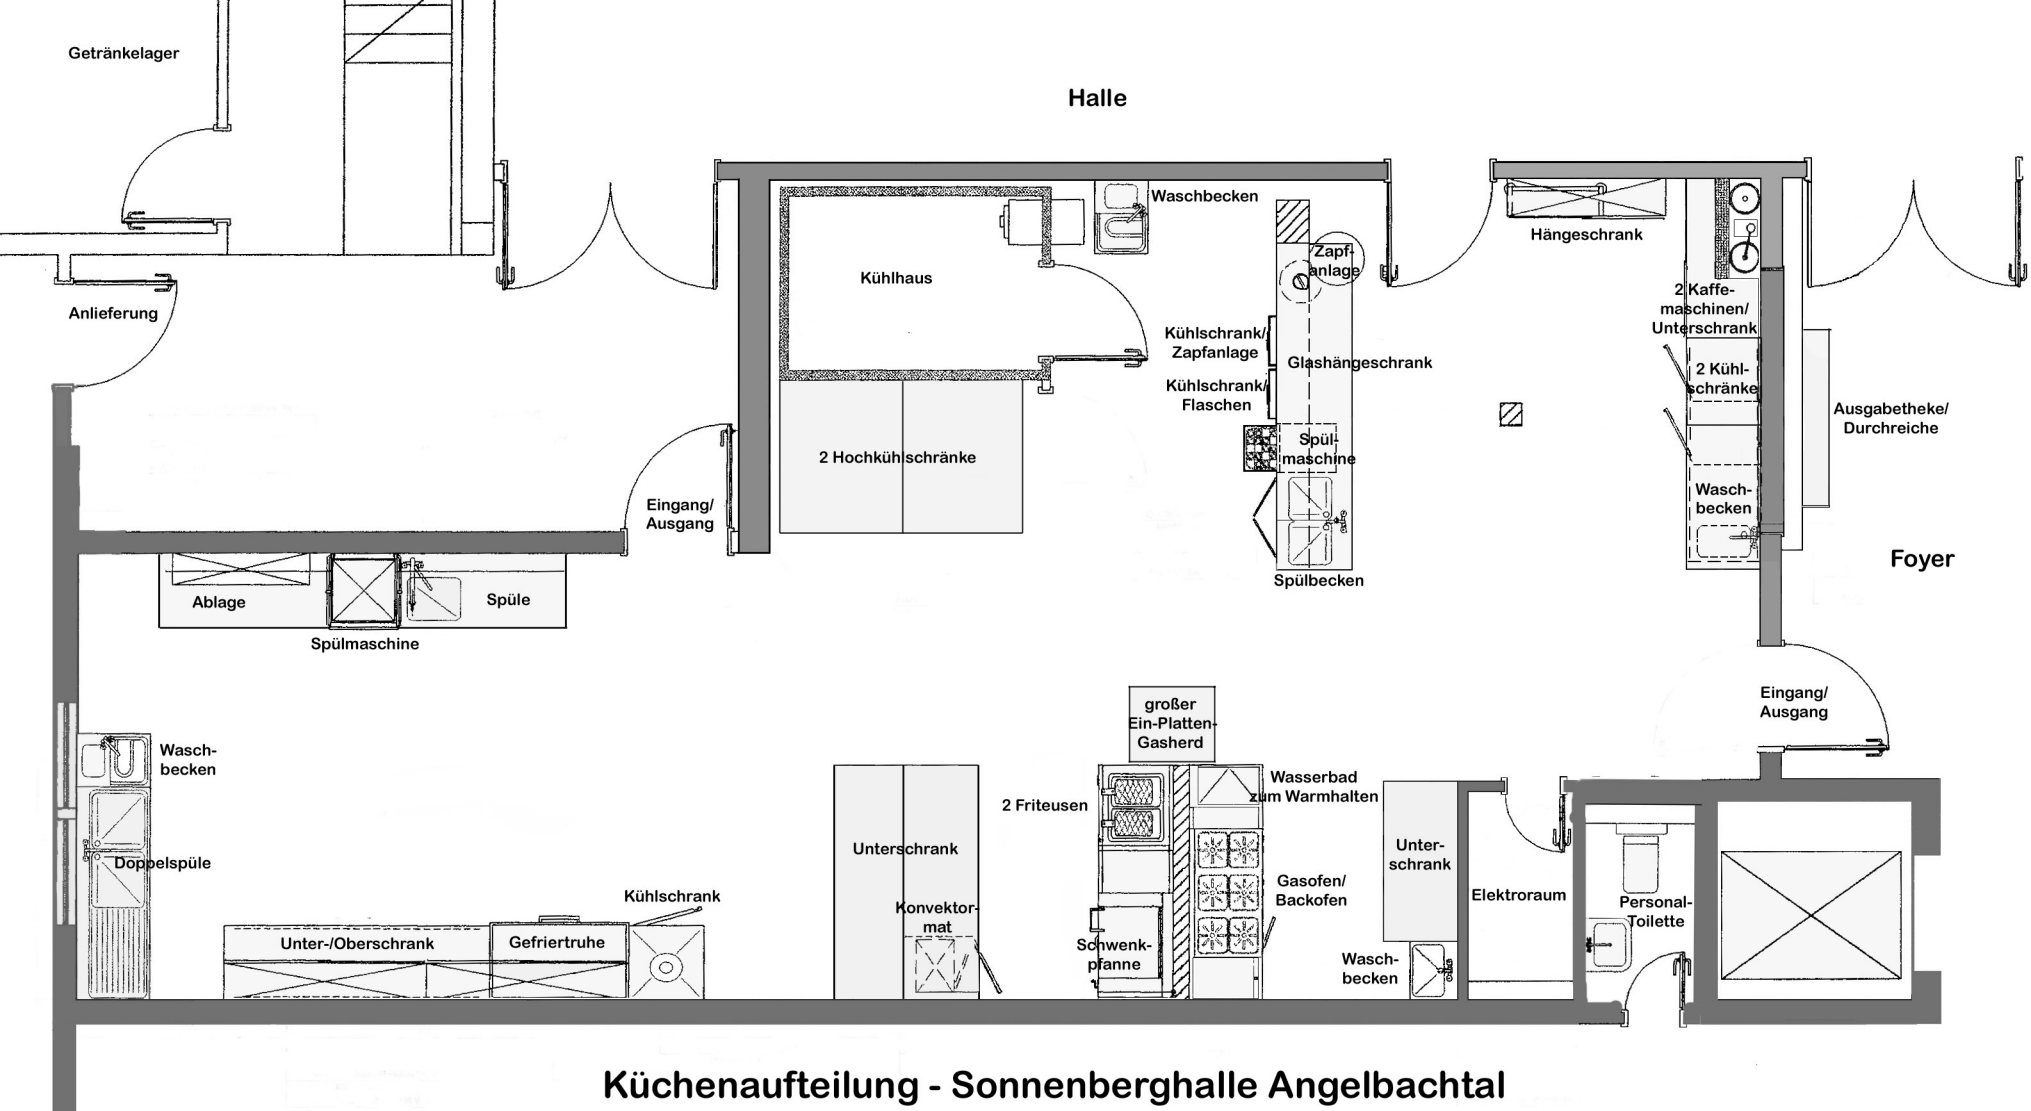 Getränkelager
Halle
Waschbecken
Zapf-
anlage
Hängeschrank
Kühlhaus
Anlieferung
2 Kaffe-
maschinen/
Unterschrank
Kühlschrank/
Zapfanlage
Glashängeschrank
Kühlschrank/
Flaschen
2 Kühl-
schränke
Ausgabetheke/
Durchreiche
2 Hochkühlschränke
Spül-
maschine
Eingang/
Ausgang
Wasch-
becken
Foyer
Spülbecken
Ablage
Spüle
Spülmaschine
Eingang/
Ausgang
großer
Ein-Platten-
Gasherd
Wasch-
becken
2 Friteusen
Wasserbad
zum Warmhalten
Doppelspüle
Unterschrank
Unter-
schrank
Gasofen/
Backofen
Elektroraum
Personal-
Toilette
Kühlschrank
Konvektor-
mat
Unter-/Oberschrank
Gefriertruhe
Schwenk-
pfanne
Wasch-
becken
Küchenaufteilung - Sonnenberghalle Angelbachtal